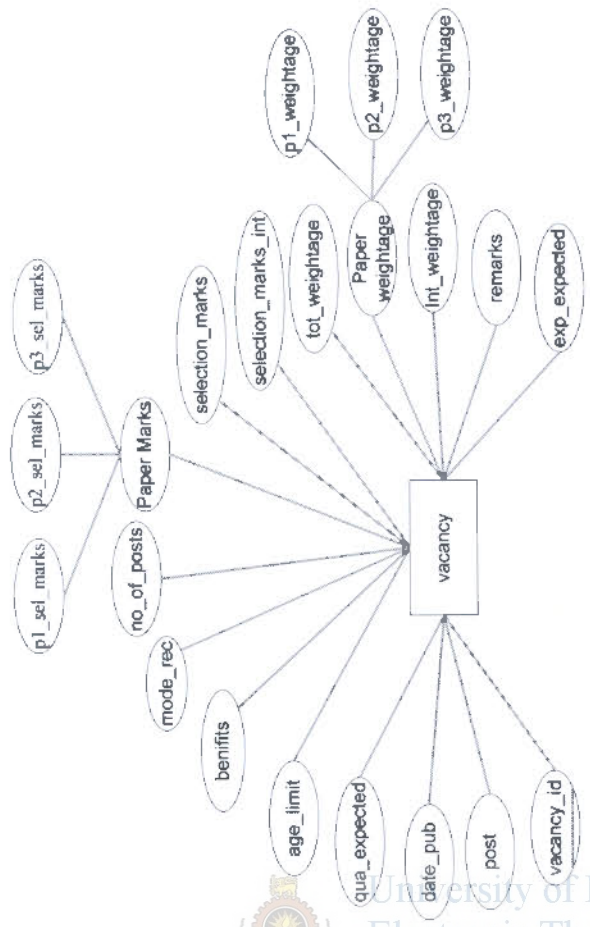 p1_sel_marks
p2_sel_marks
p3_sel_marks
Paper Marks
no_of_posts
mode_rec
benifits
age_limit
qua_expected
date_pub
post
vacancy_id
vacancy
selection_marks
selection_marks_int
tot_weightage
Paper
weightage
p1_weightage
p2_weightage
p3_weightage
Int_weightage
remarks
exp_expected
University of